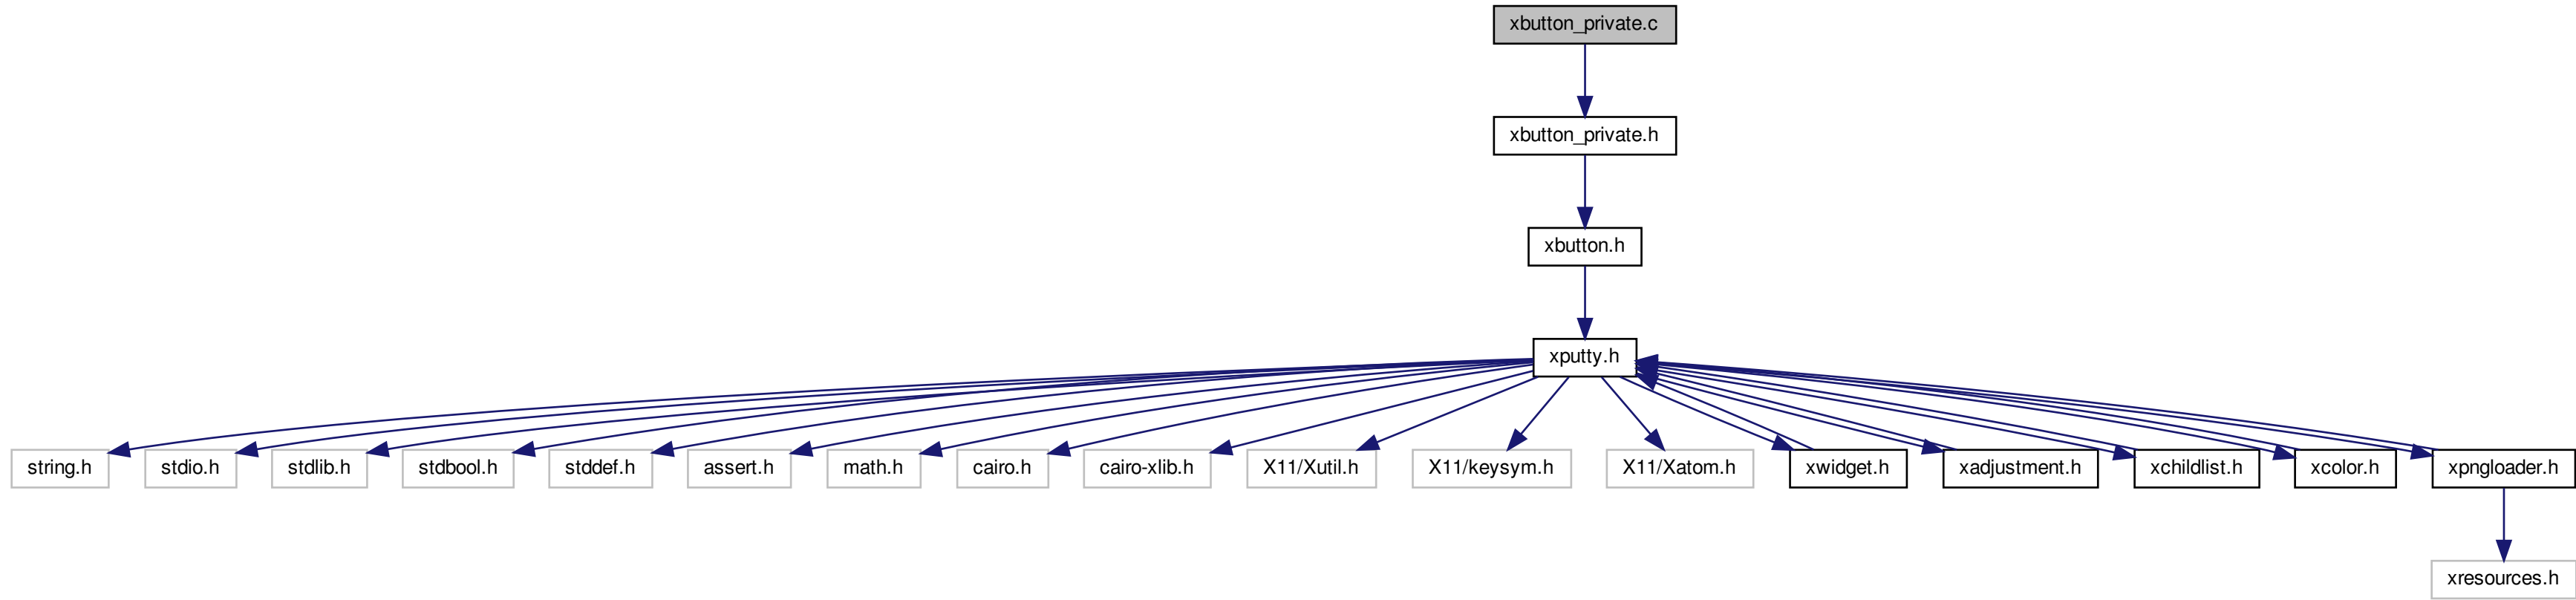 xbutton_private.c
xbutton_private.h
xbutton.h
xputty.h
string.h
stdio.h
stdlib.h
stdbool.h
stddef.h
assert.h
math.h
cairo.h
cairo-xlib.h
X11/Xutil.h
X11/keysym.h
X11/Xatom.h
xwidget.h
xadjustment.h
xchildlist.h
xcolor.h
xpngloader.h
xresources.h